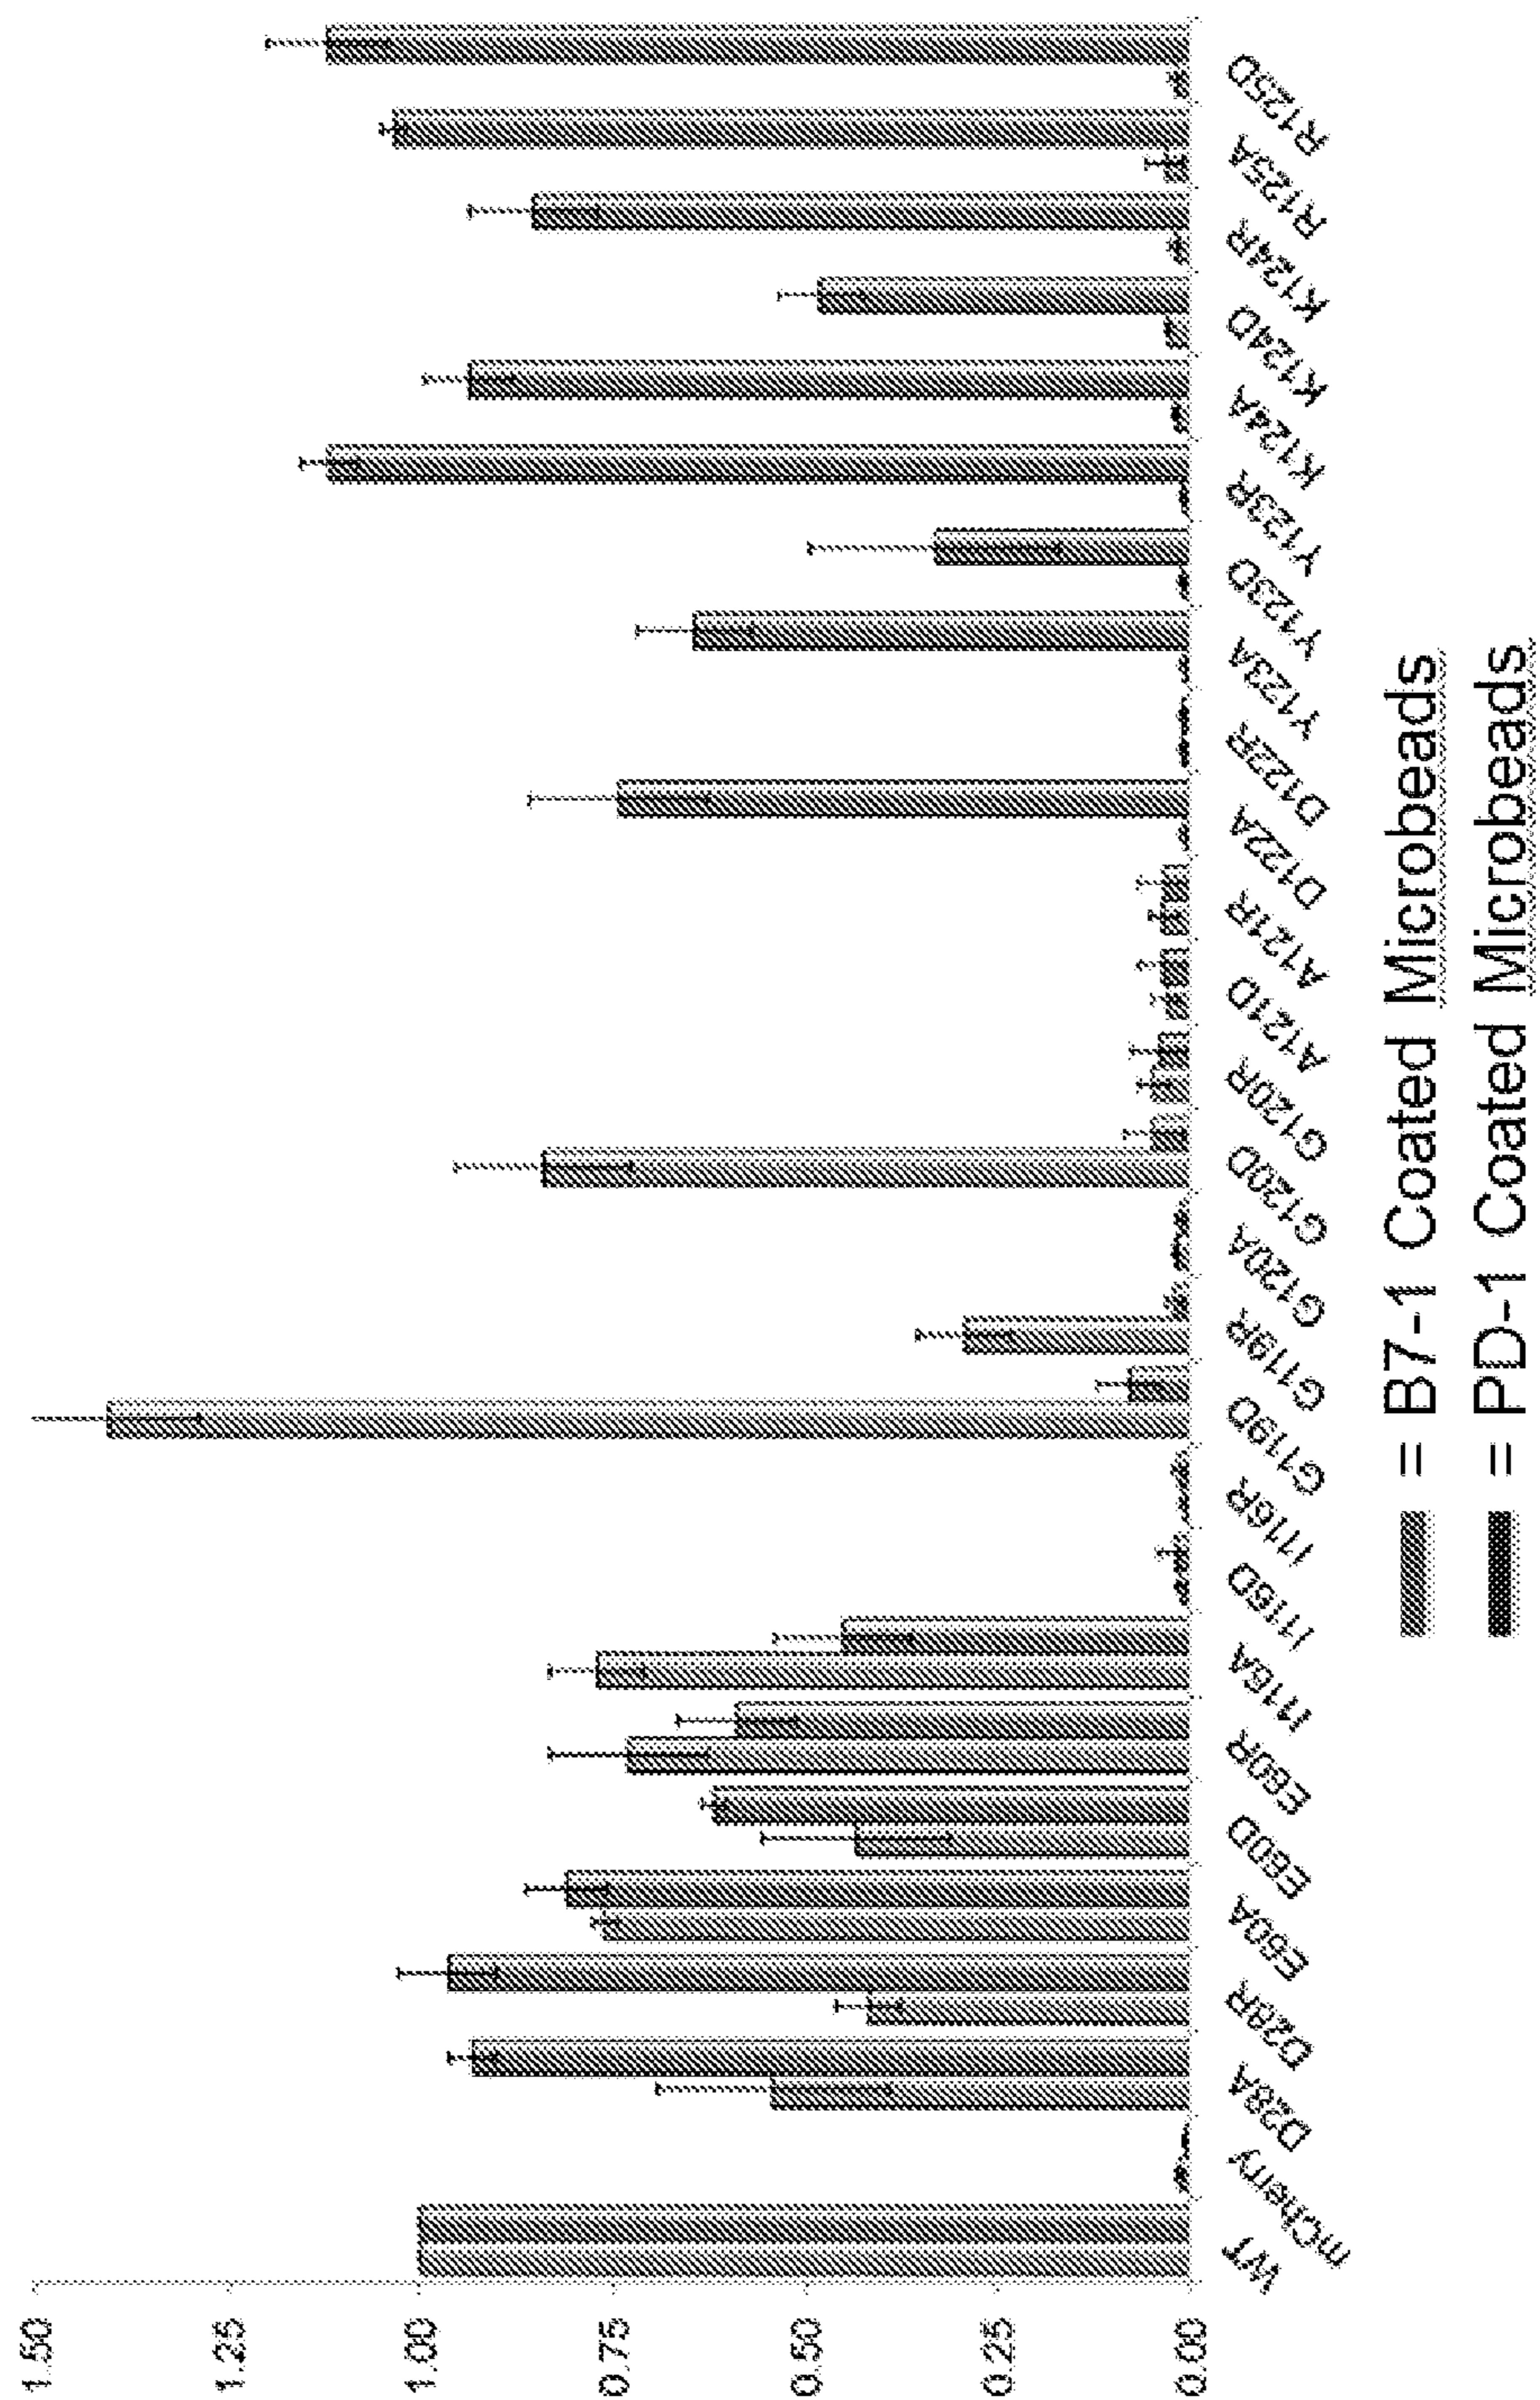 1.50
1.25
1.00
0.75
0.50
0.25
0.00
WT
mCherry
D28A
D28R
E60A
E60D
E60R
I116A
I116D
I116R
G119D
G119R
G120A
G120D
G120R
A121D
A121R
D122A
D122R
Y123A
Y123D
Y123R
K124A
K124D
K124R
R125A
R125D
= B7-1 Coated Microbeads
= PD-1 Coated Microbeads